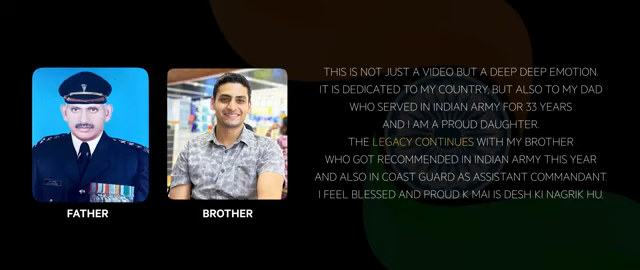 THIS IS NOT JUST A VIDEO BUT A DEEP DEEP EMOTION.
IT IS DEDICATED TO MY COUNTRY, BUT ALSO TO MY DAD
WHO SERVED IN INDIAN ARMY FOR 33 YEARS
AND I AM A PROUD DAUGHTER.
THE LEGACY CONTINUES WITH MY BROTHER
WHO GOT RECOMMENDED IN INDIAN ARMY THIS YEAR
AND ALSO IN COAST GUARD AS ASSISTANT COMMANDANT.
I FEEL BLESSED AND PROUD K MAI IS DESH KI NAGRIK HU.
FATHER
BROTHER